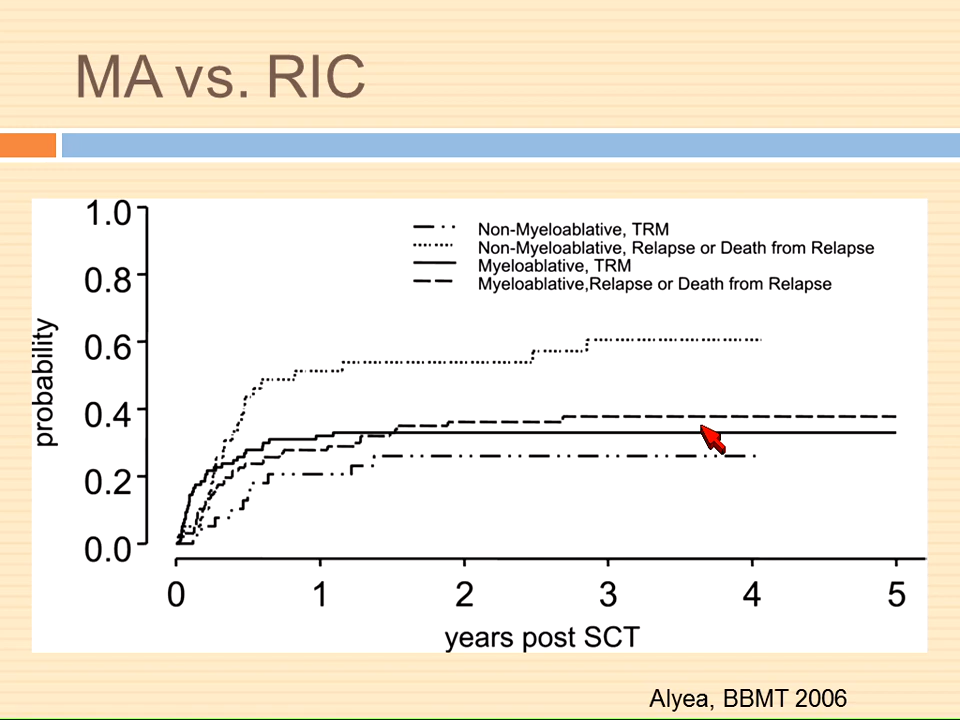 MA vs. RIC
1.0
0.8
0.6
0.4
0.2
0.0
probability
Non-Myeloablative, TRM
Non-Myeloablative, Relapse or Death from Relapse
Myeloablative, TRM
Myeloablative,Relapse or Death from Relapse
0 1 2 3 4 5
years post SCT
Alyea, BBMT 2006